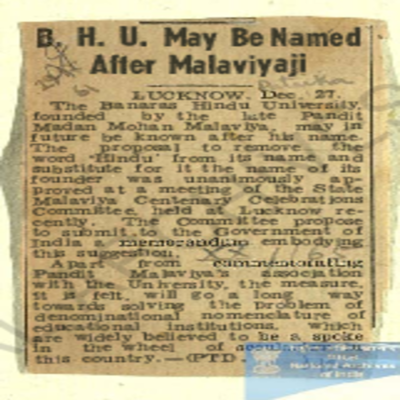 B. H. U. May Be Named
After Malaviyaji
LUCKNOW, Dec. 27.
The Banaras Hindu University,
founded by the late Pandit
Madan Mohan Malaviya, may in
future be known after his name.
The proposal to remove the
word 'Hindu' from its name and
substitute for it the name of its
founder was unanimously ap-
proved at a meeting of the State
Malaviya Centenary Celebrations
Committee, held at Lucknow re-
cently. The Committee propose
to submit to the Government of
India a memorandum embodying
this suggestion.
Apart from commemorating
Pandit Malaviya's association
with the University, the measure,
it is felt, will go a long way
towards solving the problem of
denominational nomenclature of
educational institutions, which
are widely believed to be a spoke
in the wheel of
this country.—(PTD